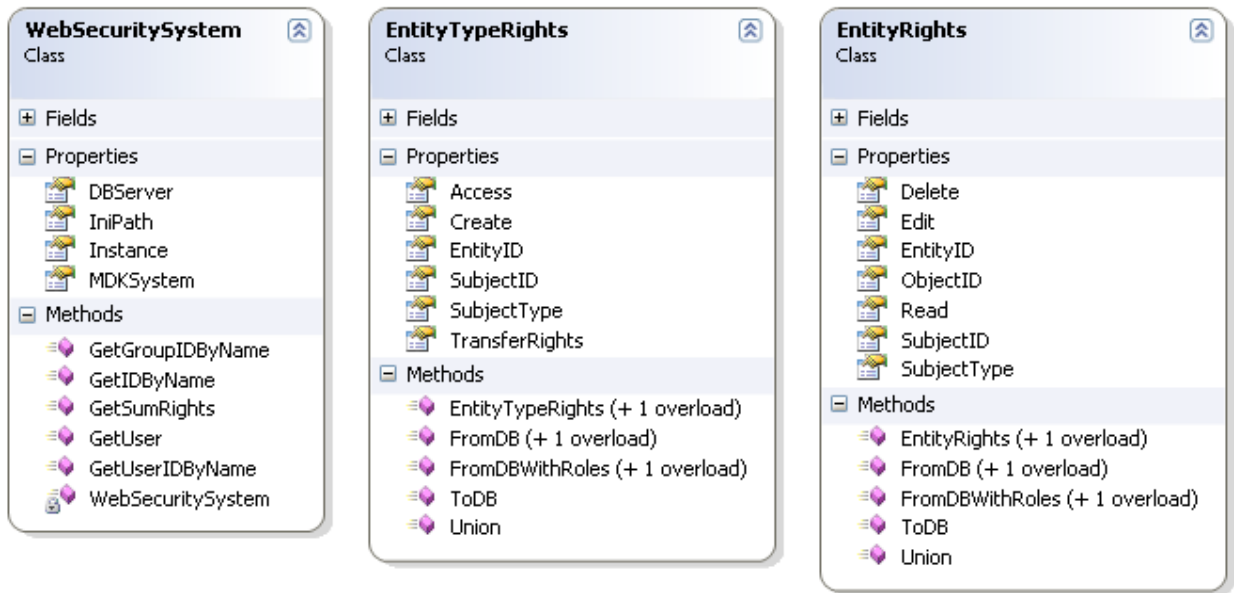 WebSecuritySystem
Class
Fields
Properties
DBServer
IniPath
Instance
MDKSystem
Methods
GetGroupIDByName
GetIDByName
GetSumRights
GetUser
GetUserIDByName
WebSecuritySystem
EntityTypeRights
Class
Fields
Properties
Access
Create
EntityID
SubjectID
SubjectType
TransferRights
Methods
EntityTypeRights (+ 1 overload)
FromDB (+ 1 overload)
FromDBWithRoles (+ 1 overload)
ToDB
Union
EntityRights
Class
Fields
Properties
Delete
Edit
EntityID
ObjectID
Read
SubjectID
SubjectType
Methods
EntityRights (+ 1 overload)
FromDB (+ 1 overload)
FromDBWithRoles (+ 1 overload)
ToDB
Union